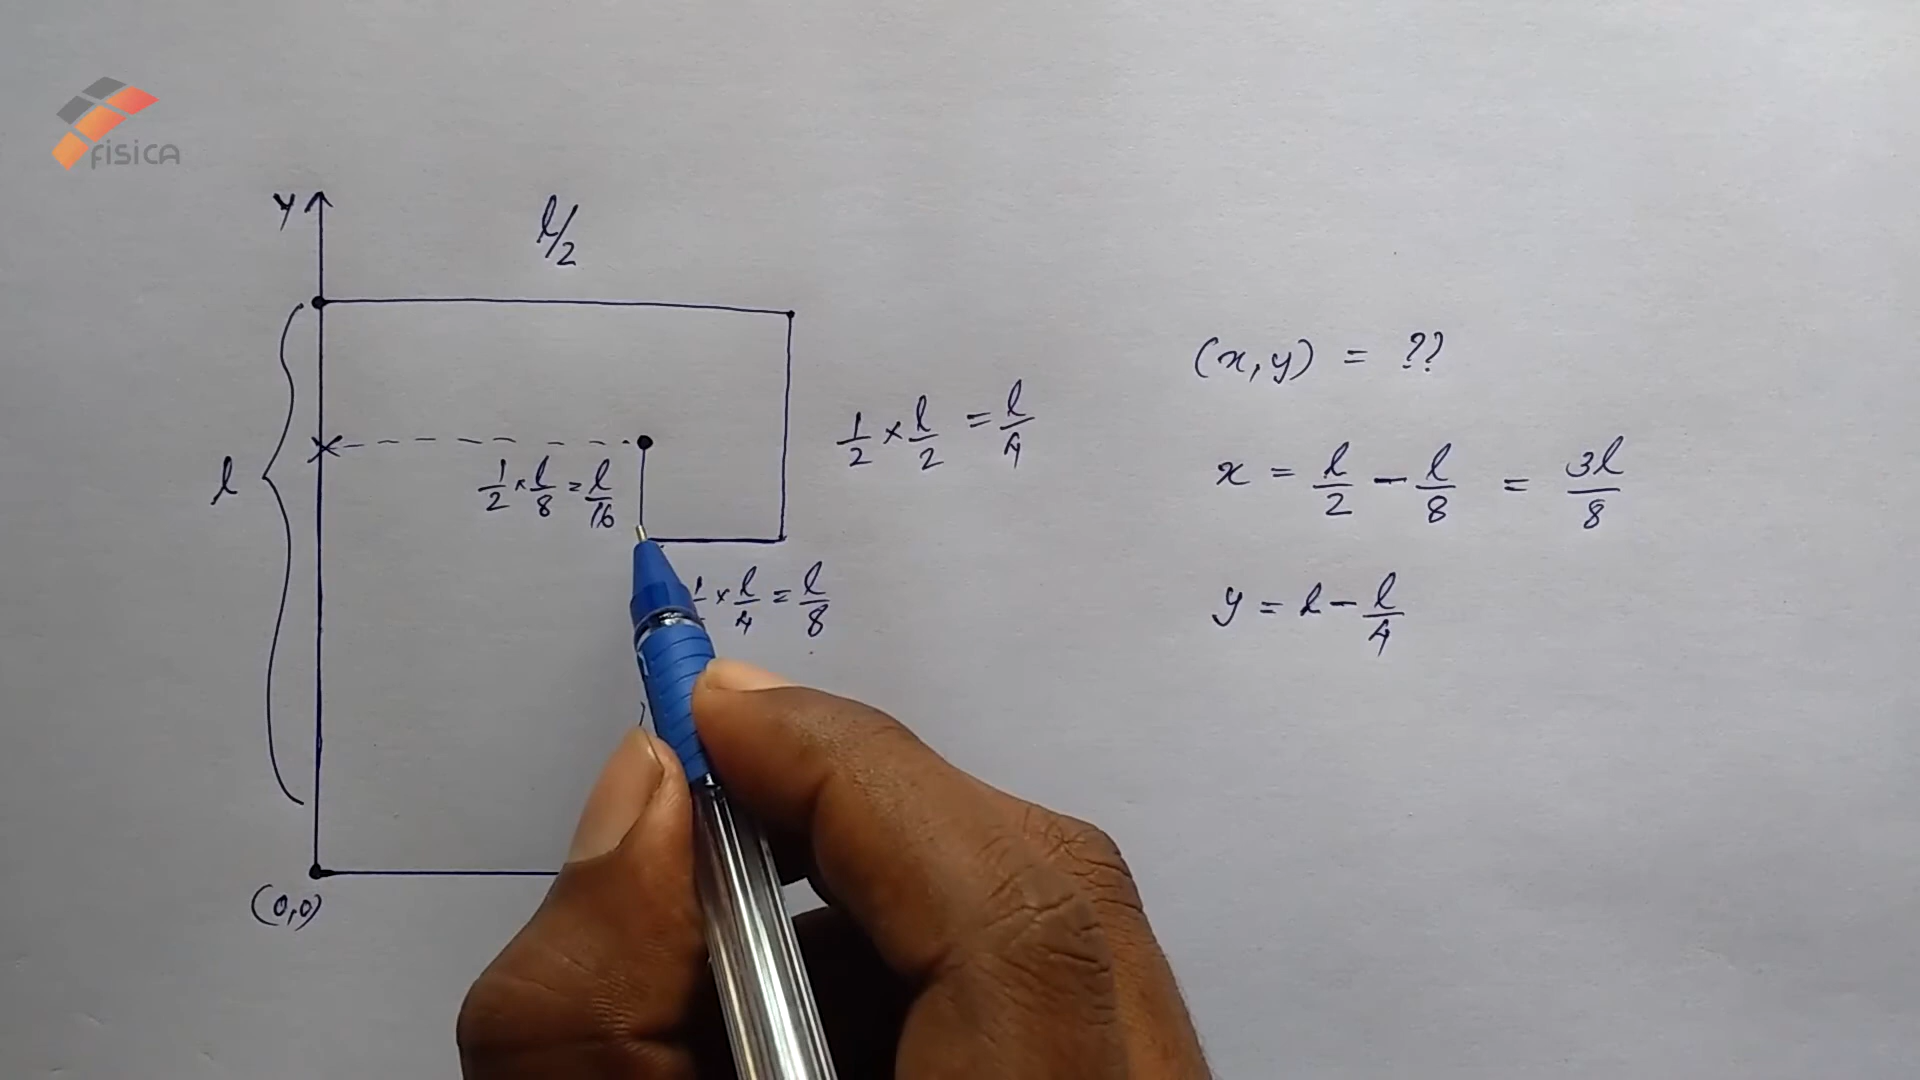 FISICA
y
l/2
(x, y) = ??
1/2 × l/2 = l/4
l
1/2 × l/8 = l/16
x = l/2 − l/8 = 3l/8
× l/4 = l/8
y = l − l/4
(0,0)